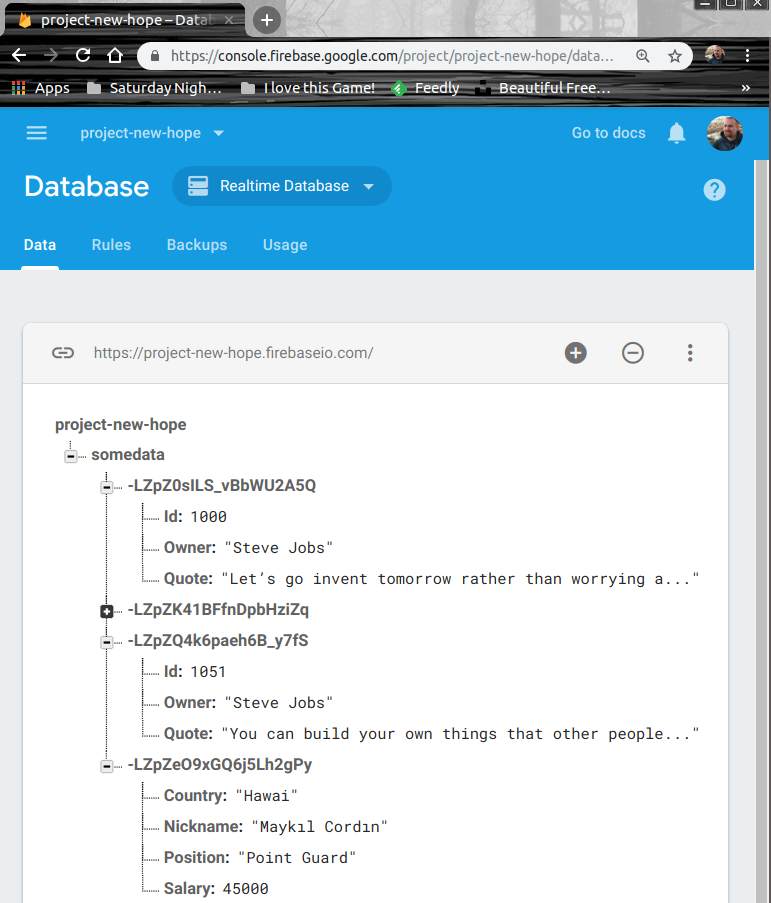 project-new-hope – Datab
https://console.firebase.google.com/project/project-new-hope/data...
Apps Saturday Nigh... I love this Game! Feedly Beautiful Free... »
project-new-hope Go to docs
Database Realtime Database ?
Data Rules Backups Usage
https://project-new-hope.firebaseio.com/
project-new-hope
somedata
-LZpZ0sILS_vBbWU2A5Q
Id: 1000
Owner: "Steve Jobs"
Quote: "Let’s go invent tomorrow rather than worrying a..."
-LZpZK41BFfnDpbHziZq
-LZpZQ4k6paeh6B_y7fS
Id: 1051
Owner: "Steve Jobs"
Quote: "You can build your own things that other people..."
-LZpZeO9xGQ6j5Lh2gPy
Country: "Hawai"
Nickname: "Maykıl Cordın"
Position: "Point Guard"
Salary: 45000